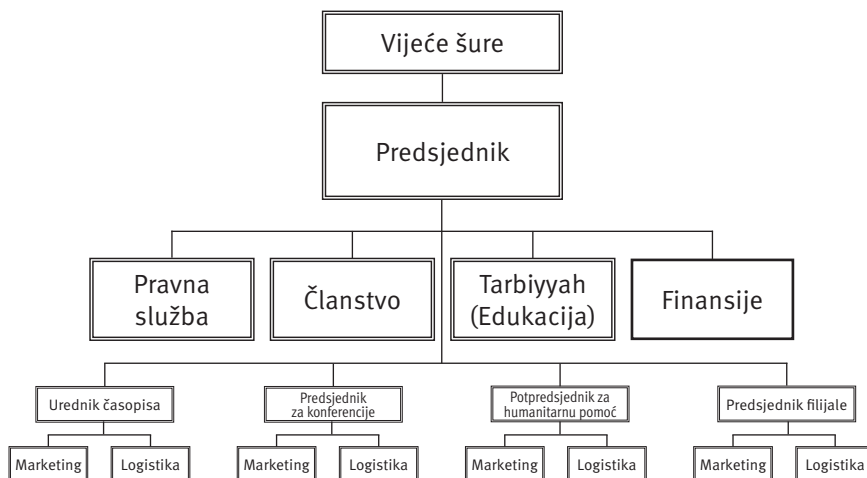 Vijeće šure
Predsjednik
Pravna
služba
Članstvo
Tarbiyyah
(Edukacija)
Finansije
Urednik časopisa
Predsjednik
za konferencije
Potpredsjednik za
humanitarnu pomoć
Predsjednik filijale
Marketing
Logistika
Marketing
Logistika
Marketing
Logistika
Marketing
Logistika